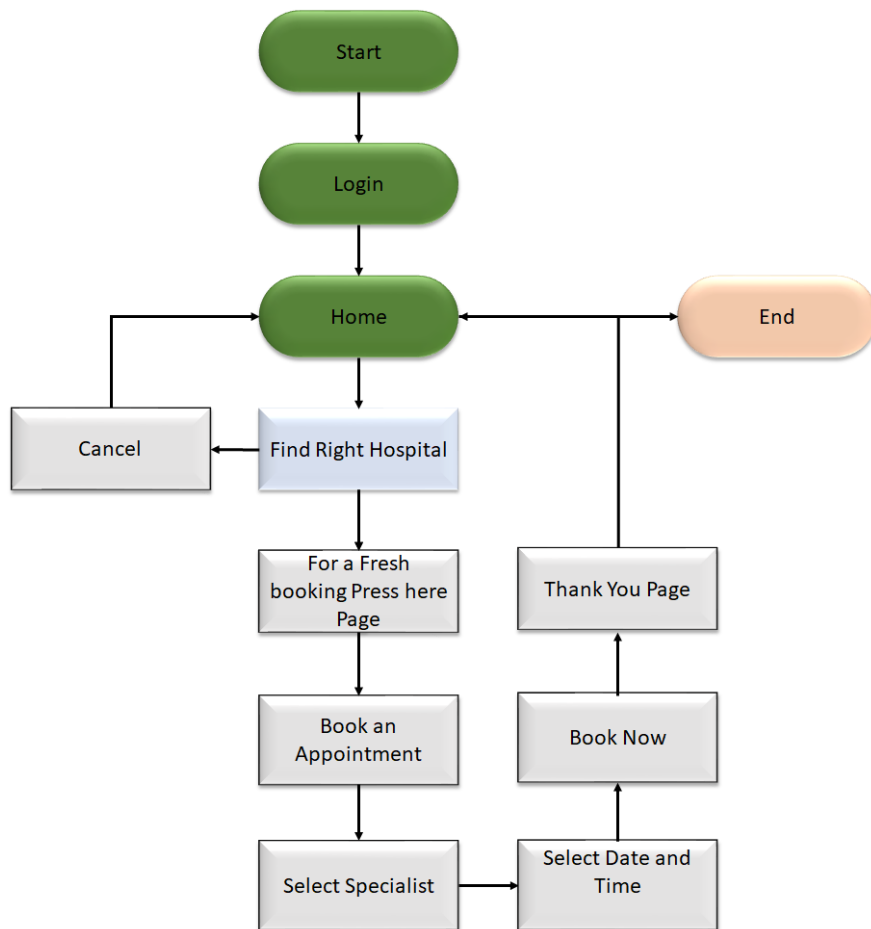 Start
Login
Home
End
Cancel
Find Right Hospital
For a Fresh
booking Press here
Page
Thank You Page
Book an
Appointment
Book Now
Select Specialist
Select Date and
Time